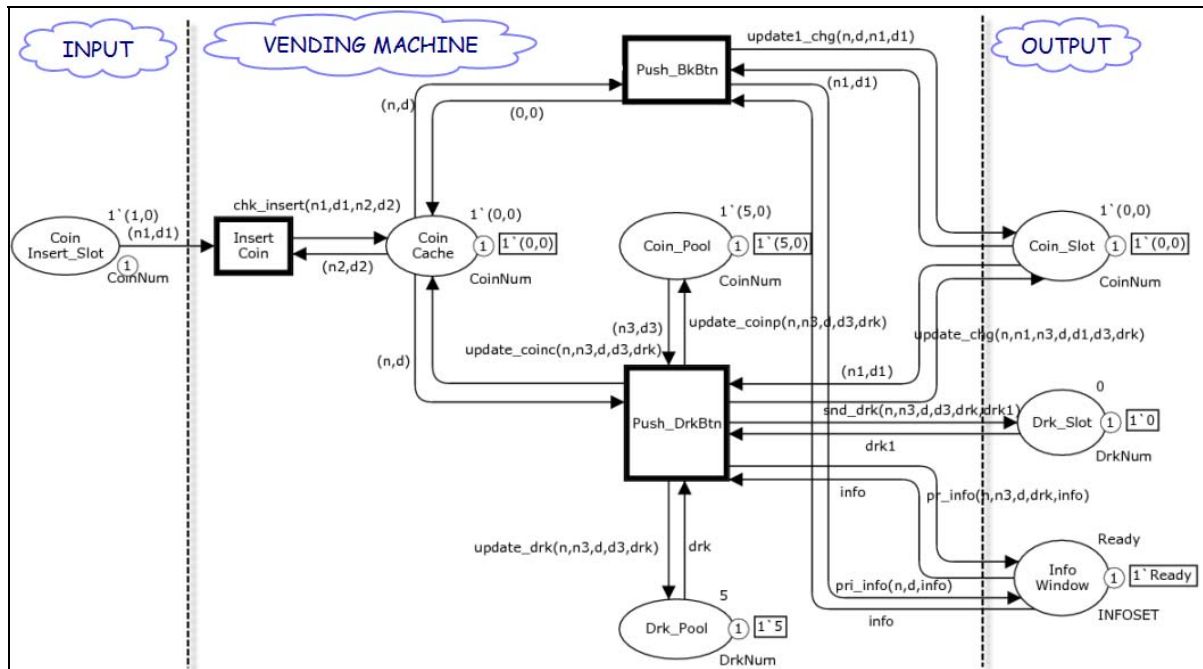 INPUT
VENDING MACHINE
OUTPUT
update1_chg(n,d,n1,d1)
Push_BkBtn
(n1,d1)
(n,d)
(0,0)
1`(1,0)
Coin
Insert_Slot
(n1,d1)
1
CoinNum
Insert
Coin
chk_insert(n1,d1,n2,d2)
(n2,d2)
1`(0,0)
Coin
Cache
1
1`(0,0)
CoinNum
1`(5,0)
Coin_Pool
1
1`(5,0)
CoinNum
1`(0,0)
Coin_Slot
1
1`(0,0)
CoinNum
(n3,d3)
update_coinp(n,n3,d,d3,drk)
update_chg(n,n1,n3,d,d1,d3,drk)
update_coinc(n,n3,d,d3,drk)
(n,d)
(n1,d1)
Push_DrkBtn
snd_drk(n,n3,d,d3,drk,drk1)
drk1
0
Drk_Slot
1
1`0
DrkNum
info
pr_info(n,n3,d,drk,info)
update_drk(n,n3,d,d3,drk)
drk
Ready
Info
Window
1
1`Ready
INFOSET
pri_info(n,d,info)
info
5
Drk_Pool
1
1`5
DrkNum